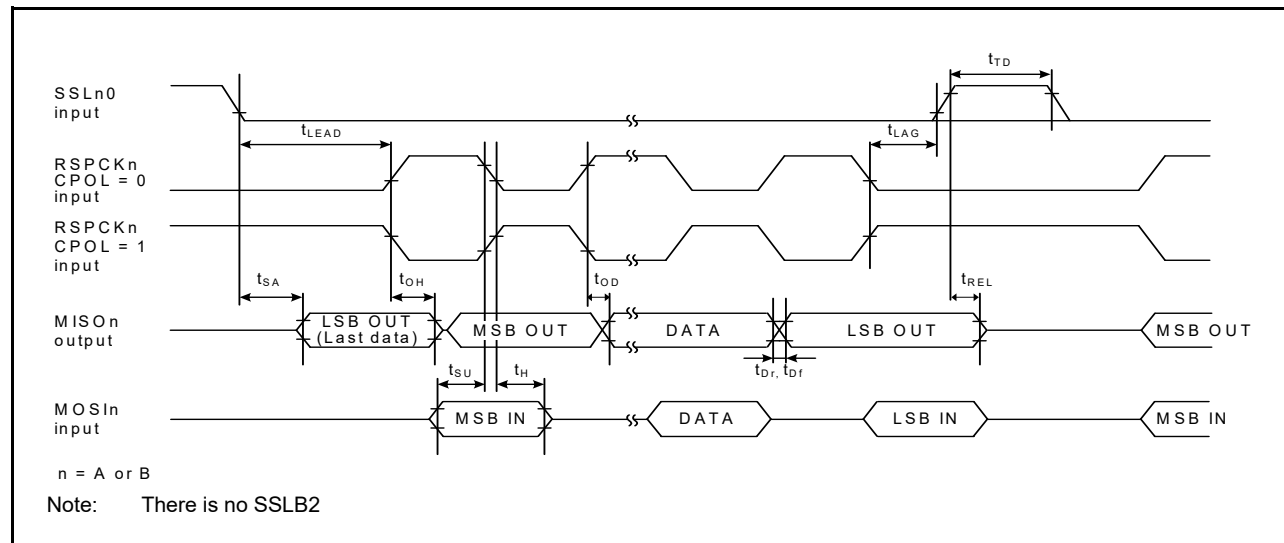 SSLn0
input
tTD
tLEAD
tLAG
RSPCKn
CPOL = 0
input
RSPCKn
CPOL = 1
input
tSA
tOH
tOD
tREL
MISOn
output
LSB OUT
(Last data)
MSB OUT
DATA
LSB OUT
MSB OUT
tSU
tH
tDr, tDf
MOSIn
input
MSB IN
DATA
LSB IN
MSB IN
n = A or B
Note: There is no SSLB2